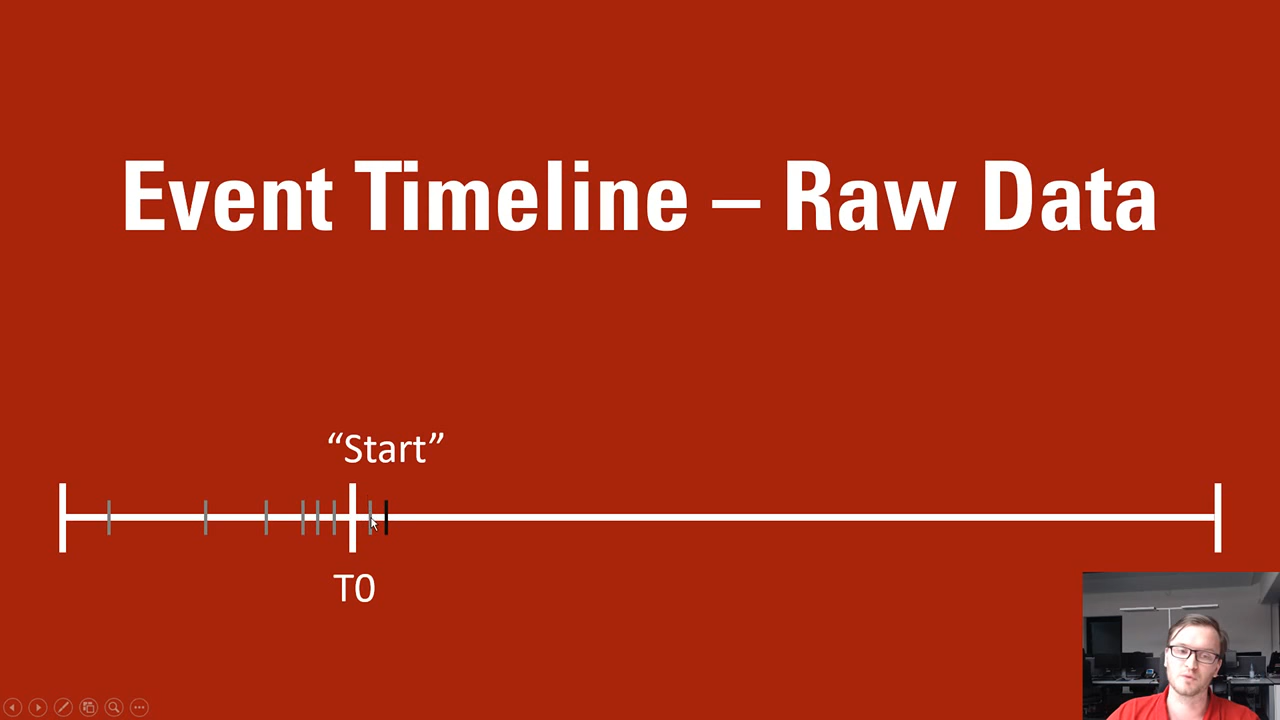 Event Timeline – Raw Data
“Start”
T0